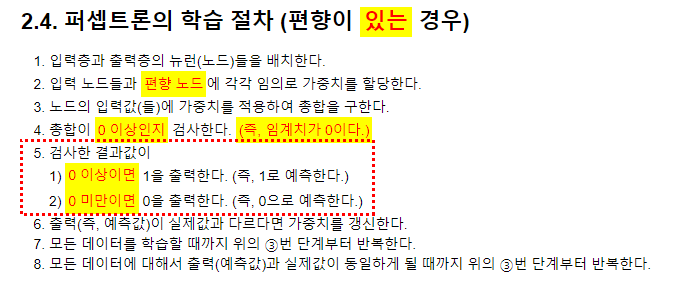 2.4. 퍼셉트론의 학습 절차 (편향이 있는 경우)
1. 입력층과 출력층의 뉴런(노드)들을 배치한다.
2. 입력 노드들과 편향 노드에 각각 임의로 가중치를 할당한다.
3. 노드의 입력값(들)에 가중치를 적용하여 총합을 구한다.
4. 총합이 0 이상인지 검사한다. (즉, 임계치가 0이다.)
5. 검사한 결과값이
1) 0 이상이면 1을 출력한다. (즉, 1로 예측한다.)
2) 0 미만이면 0을 출력한다. (즉, 0으로 예측한다.)
6. 출력(즉, 예측값)이 실제값과 다르다면 가중치를 갱신한다.
7. 모든 데이터를 학습할 때까지 위의 ③번 단계부터 반복한다.
8. 모든 데이터에 대해서 출력(예측값)과 실제값이 동일하게 될 때까지 위의 ③번 단계부터 반복한다.